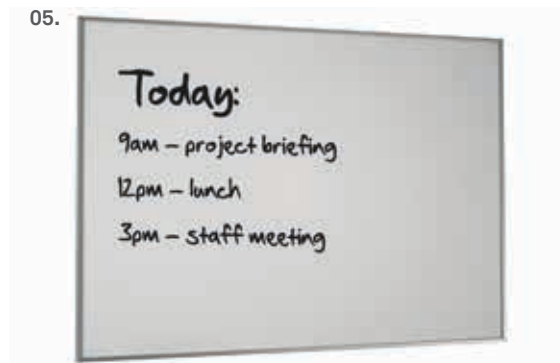 05.
Today:
9am – project briefing
12pm – lunch
3pm – staff meeting